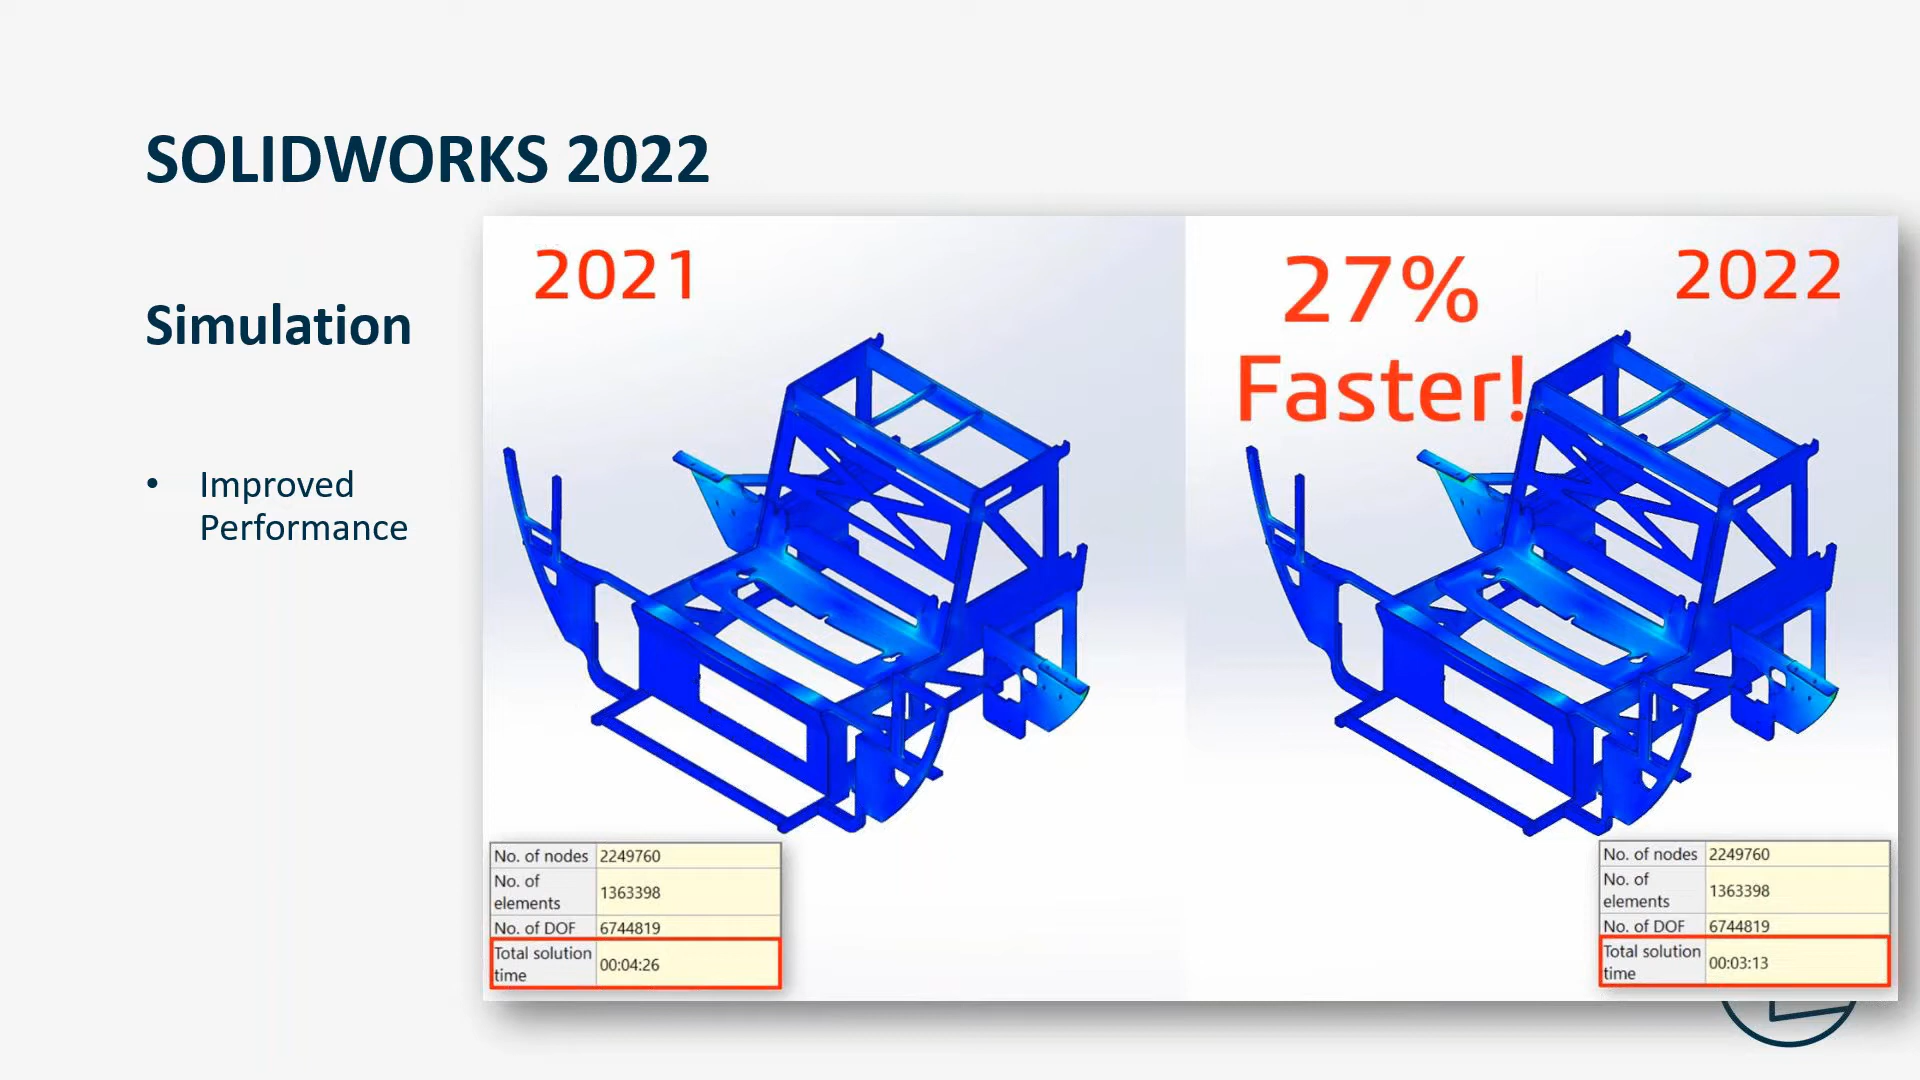 SOLIDWORKS 2022
Simulation
• Improved
Performance
2021
27%
Faster!
2022
No. of nodes 2249760
No. of
elements 1363398
No. of DOF 6744819
Total solution
time 00:04:26
No. of nodes 2249760
No. of
elements 1363398
No. of DOF 6744819
Total solution
time 00:03:13